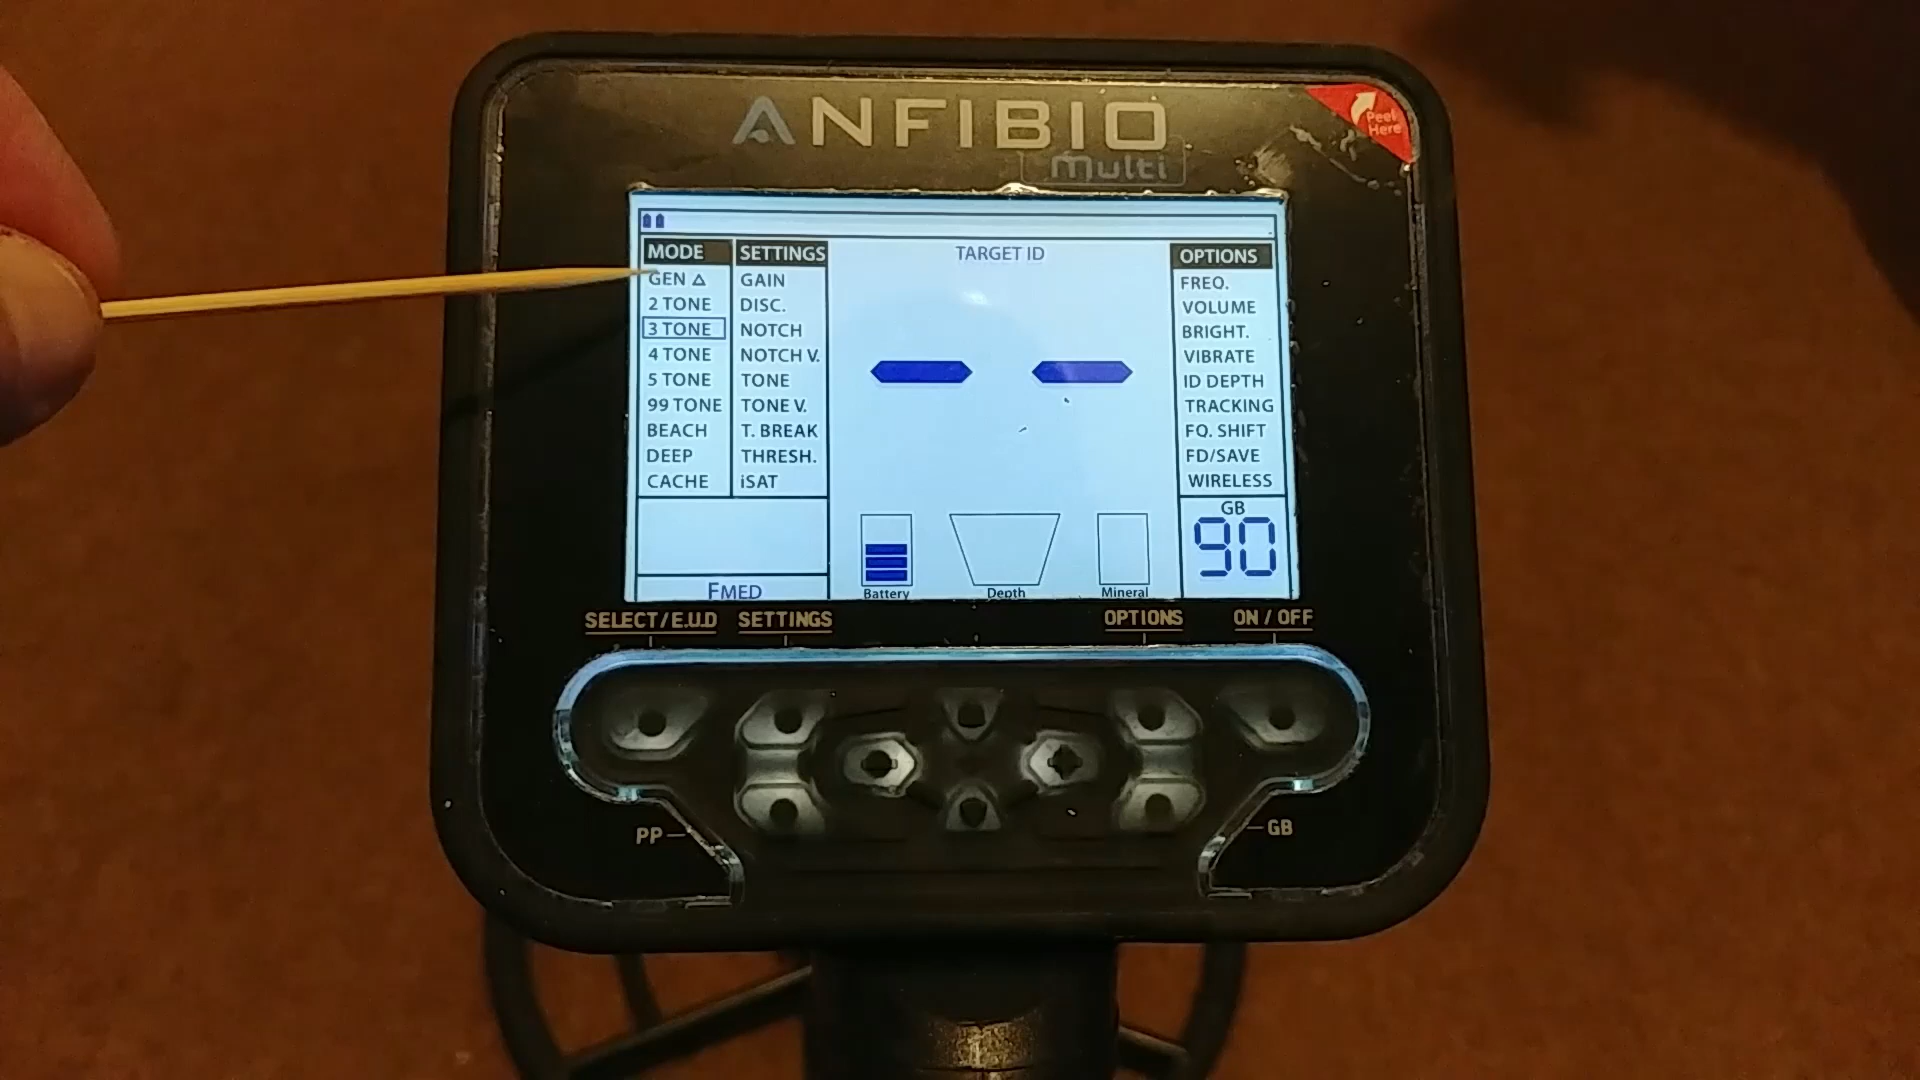 ANFIBIO
Multi
Peel
Here
MODE
GEN Δ
2 TONE
3 TONE
4 TONE
5 TONE
99 TONE
BEACH
DEEP
CACHE
SETTINGS
GAIN
DISC.
NOTCH
NOTCH V.
TONE
TONE V.
T. BREAK
THRESH.
iSAT
TARGET ID
OPTIONS
FREQ.
VOLUME
BRIGHT.
VIBRATE
ID DEPTH
TRACKING
FQ. SHIFT
FD/SAVE
WIRELESS
GB
90
FMED
Battery
Depth
Mineral
SELECT/E.U.D
SETTINGS
OPTIONS
ON / OFF
PP
GB